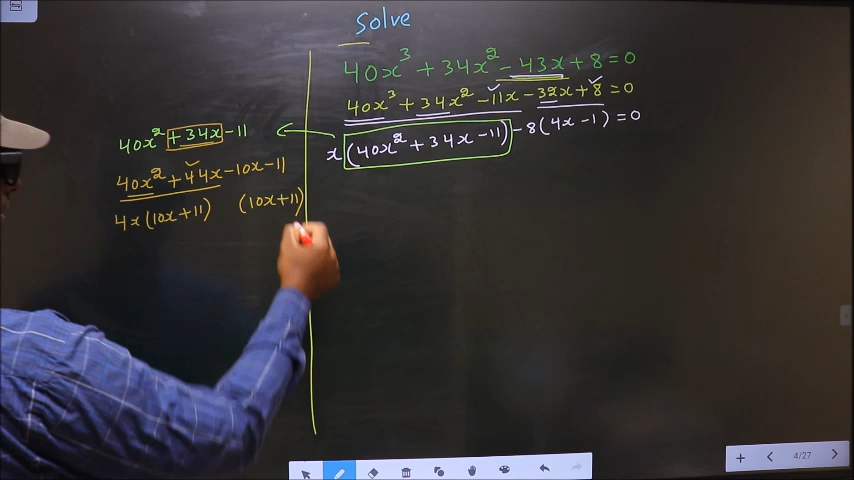 Solve
40x³ + 34x² - 43x + 8 = 0
40x³ + 34x² - 11x - 32x + 8 = 0
x(40x² + 34x - 11) - 8(4x - 1) = 0
40x² + 34x - 11
40x² + 44x - 10x - 11
4x(10x + 11) (10x + 11)
4/27